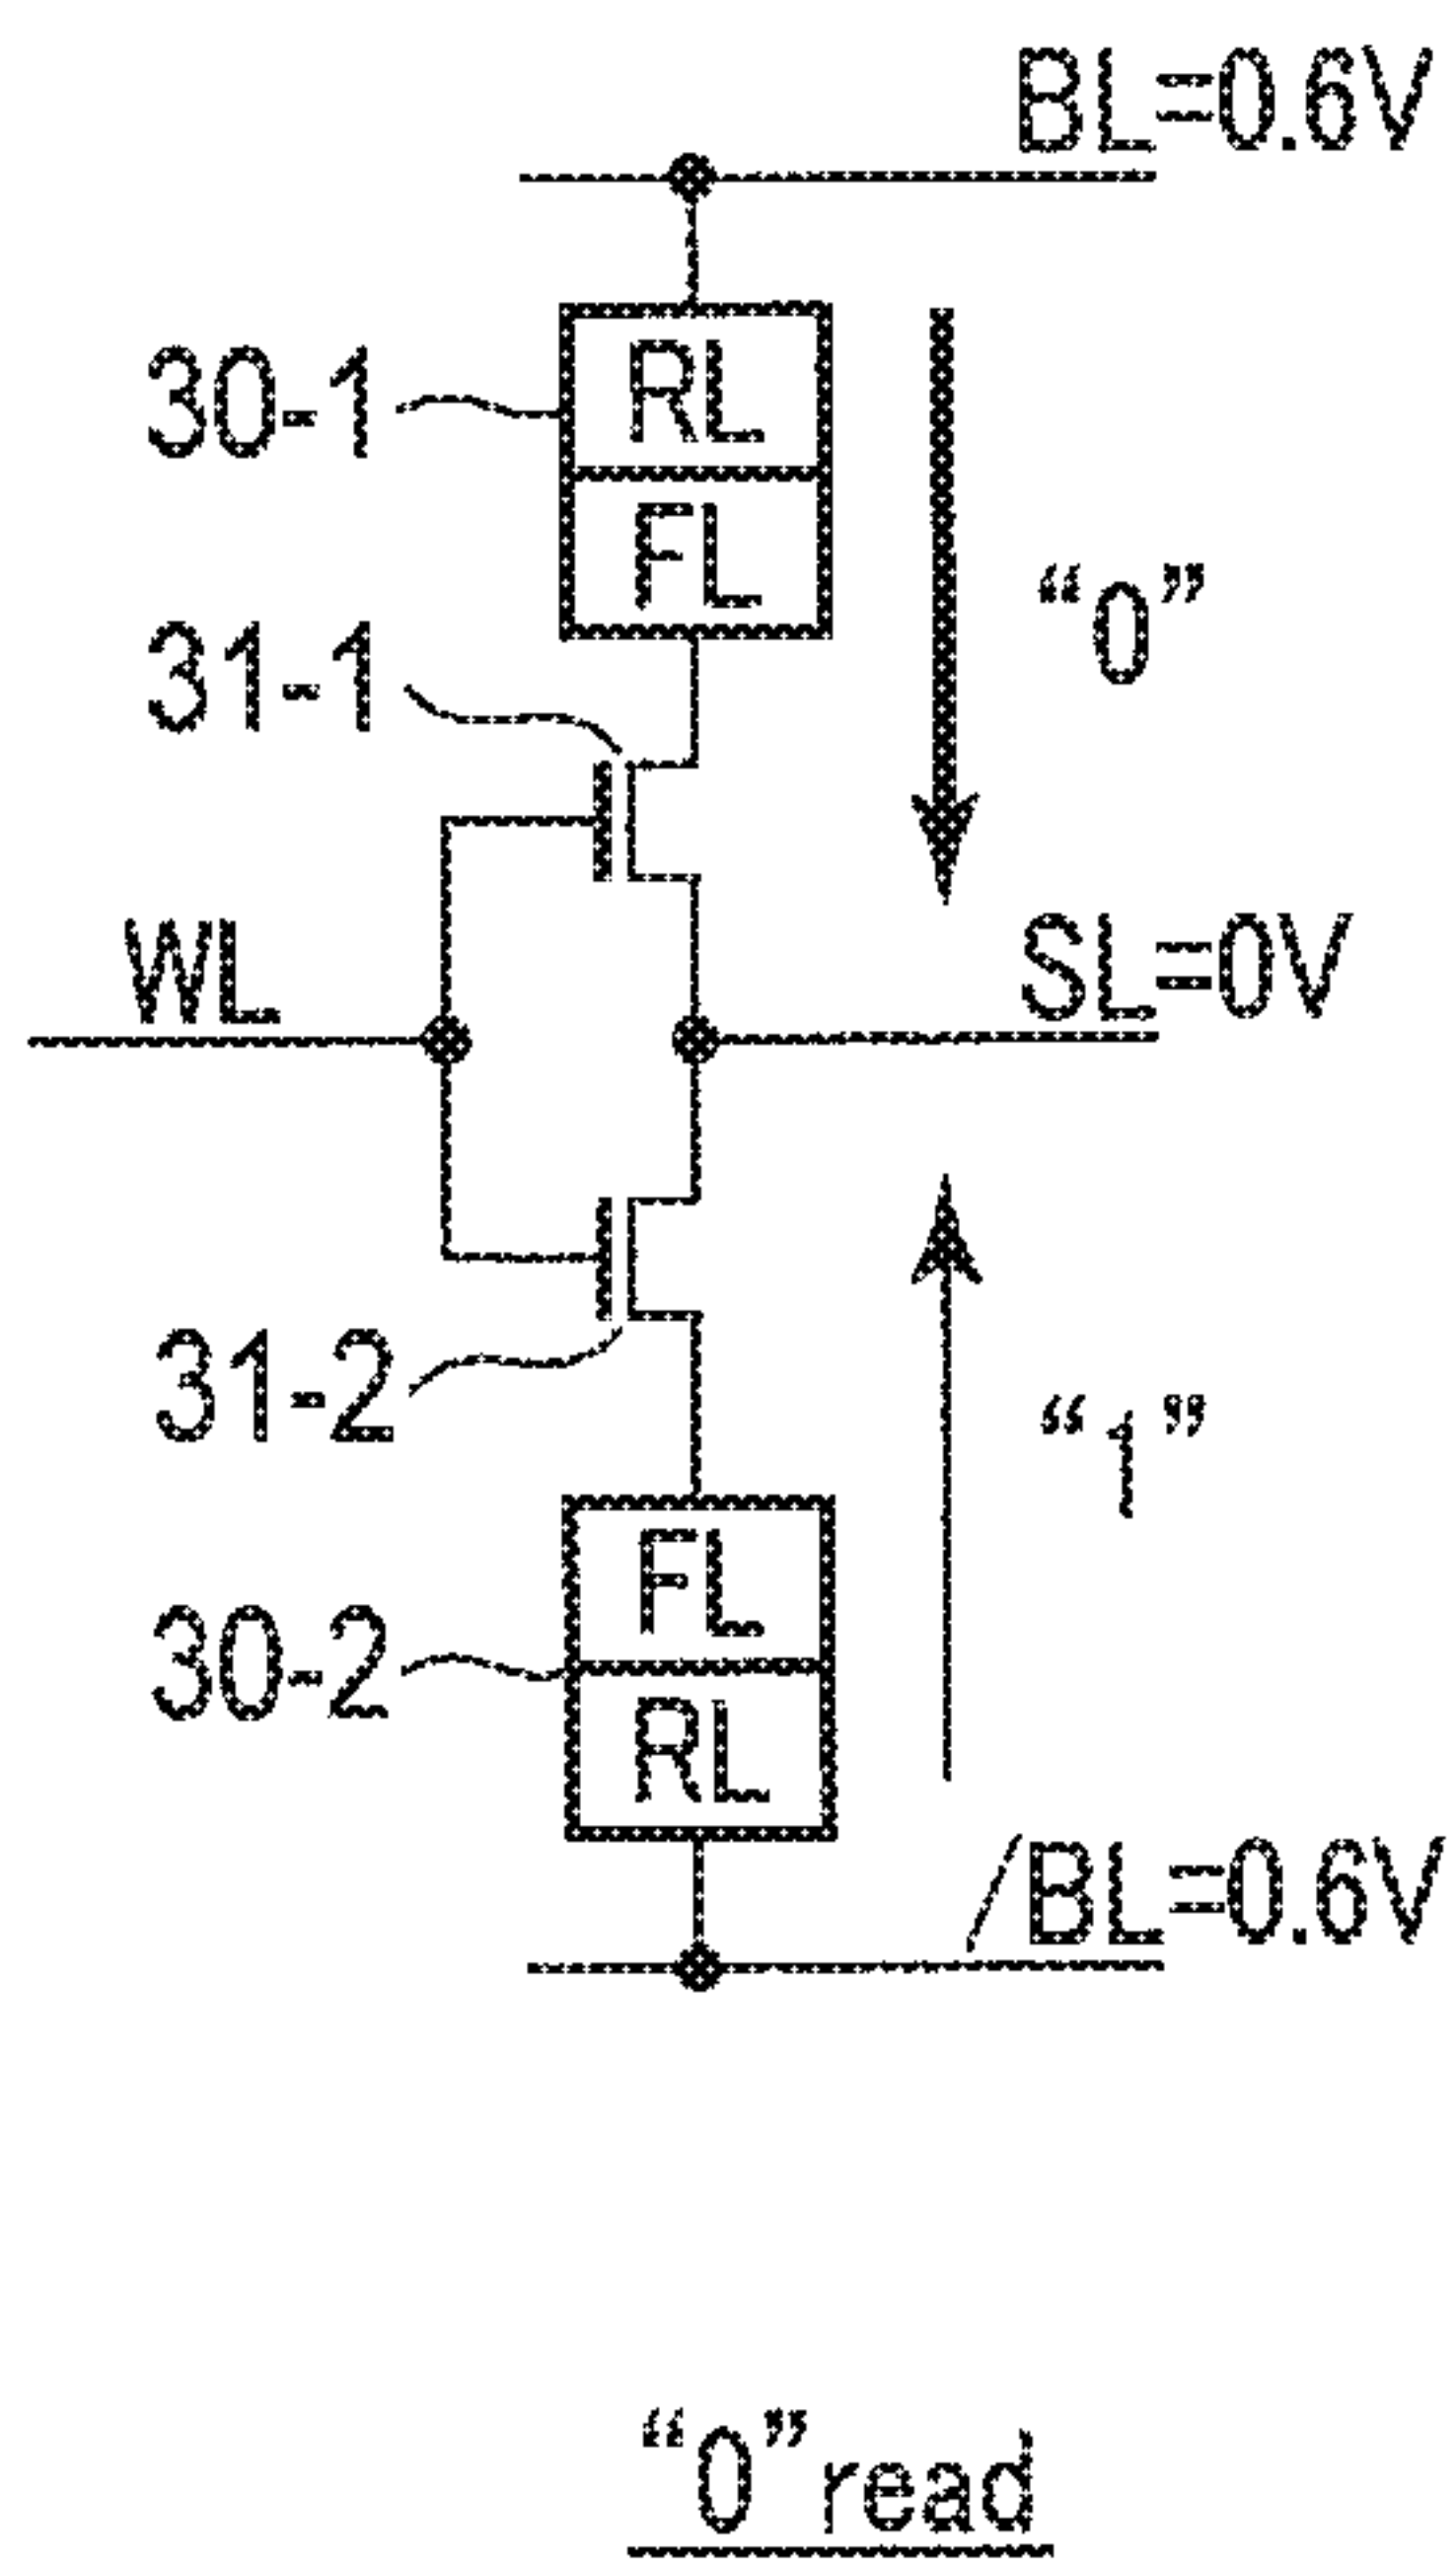 BL=0.6V
30-1
RL
FL
31-1
“0”
WL
SL=0V
31-2
“1”
FL
30-2
RL
/BL=0.6V
“0” read